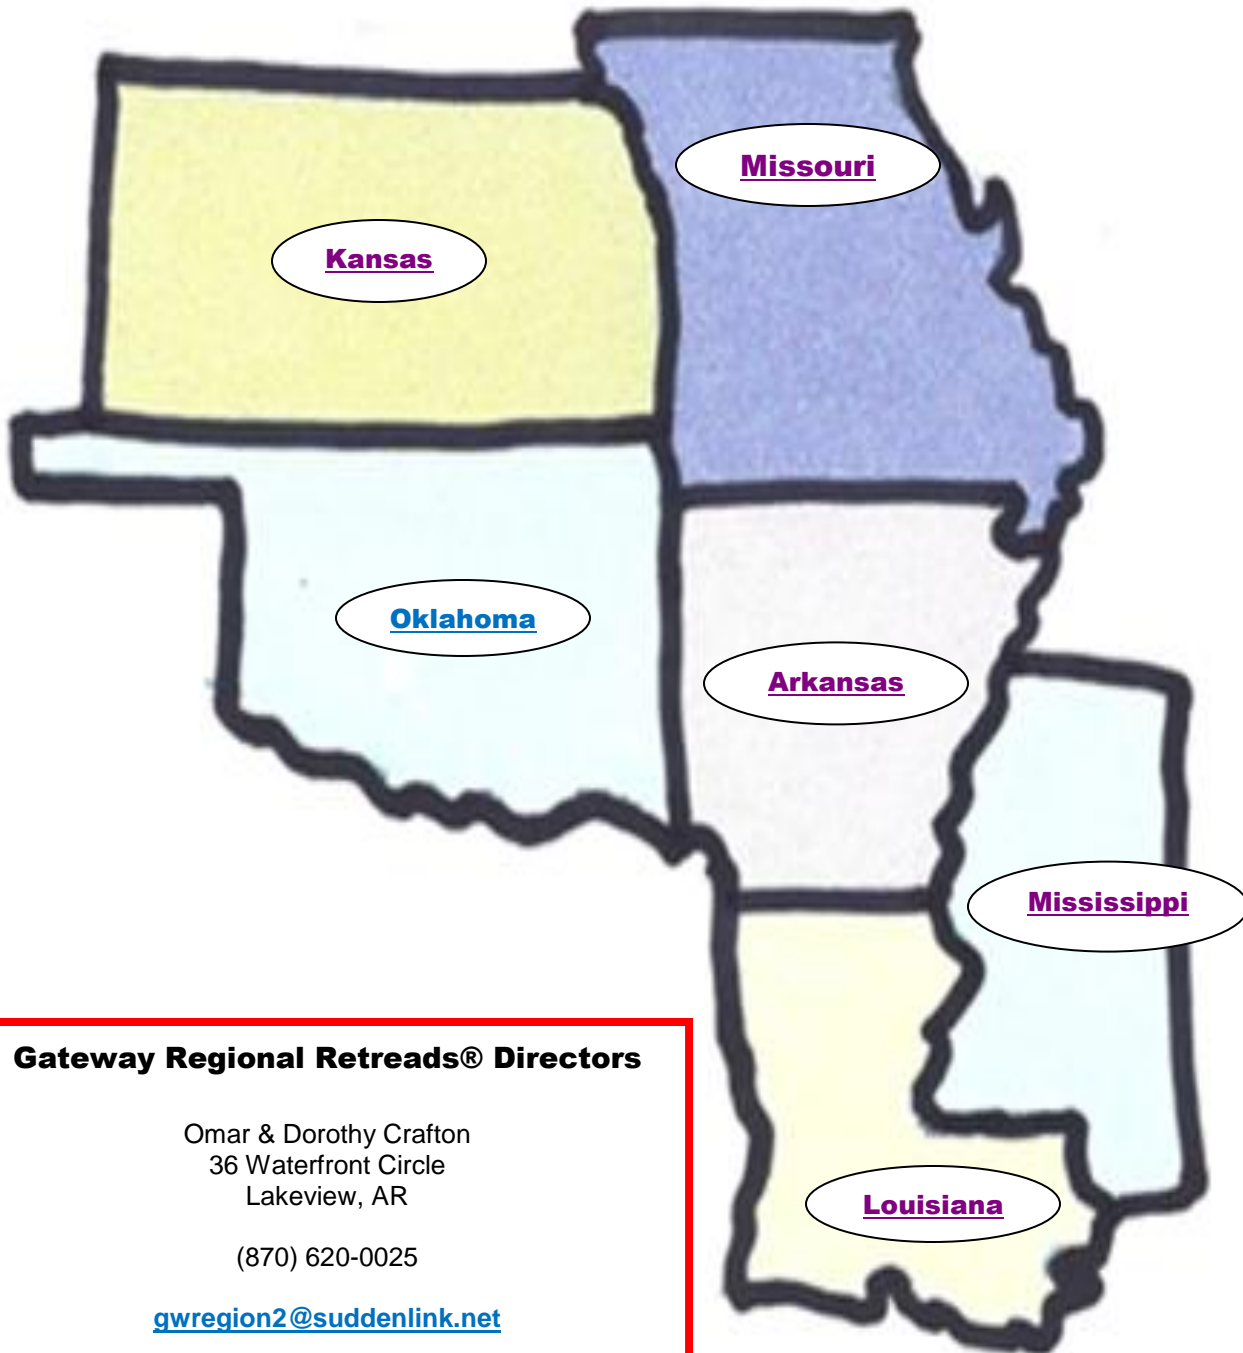 Missouri
Kansas
Oklahoma
Arkansas
Mississippi
Louisiana
Gateway Regional Retreads® Directors
Omar & Dorothy Crafton
36 Waterfront Circle
Lakeview, AR
(870) 620-0025
gwregion2@suddenlink.net